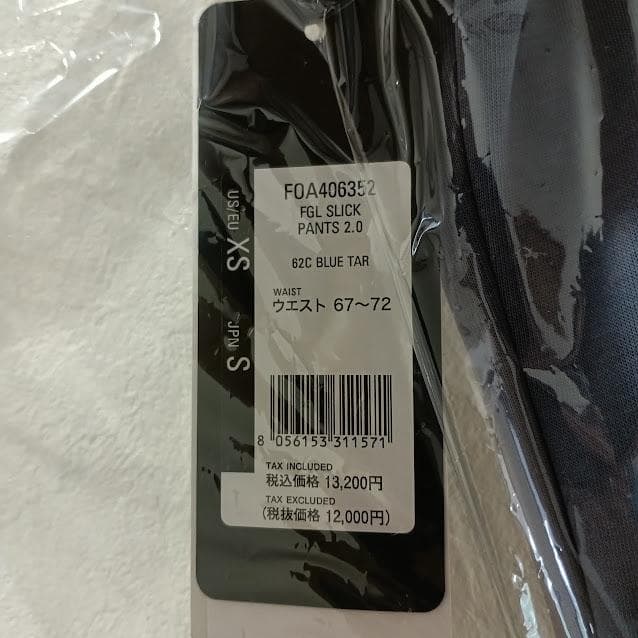 FOA406352
FGL SLICK
PANTS 2.0
62C BLUE TAR
WAIST
ウエスト 67～72
US/EU XS
JPN S
8 056153 311571
TAX INCLUDED
税込価格 13,200円
TAX EXCLUDED
(税抜価格 12,000円)